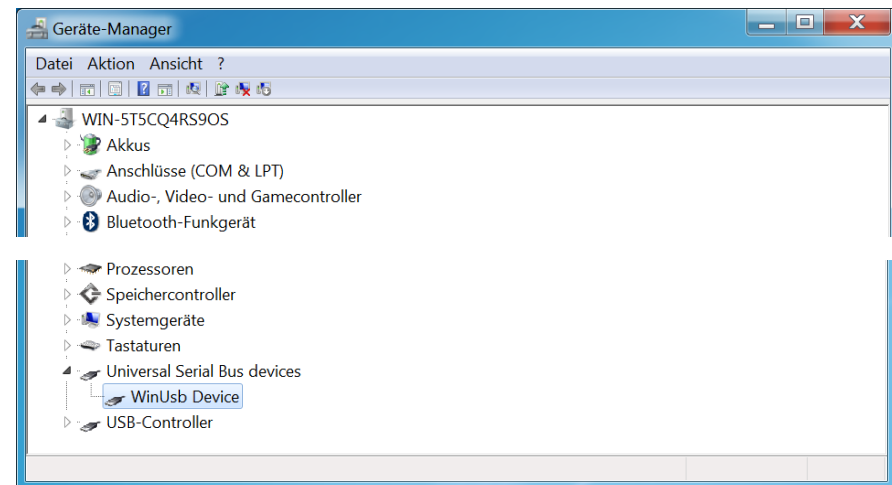 Geräte-Manager
Datei Aktion Ansicht ?
WIN-5T5CQ4RS9OS
Akkus
Anschlüsse (COM & LPT)
Audio-, Video- und Gamecontroller
Bluetooth-Funkgerät
Prozessoren
Speichercontroller
Systemgeräte
Tastaturen
Universal Serial Bus devices
WinUsb Device
USB-Controller